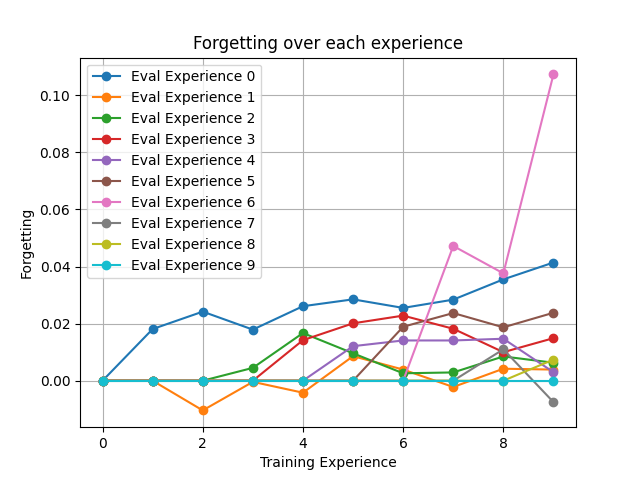 Forgetting over each experience
Eval Experience 0
Eval Experience 1
Eval Experience 2
Eval Experience 3
Eval Experience 4
Eval Experience 5
Eval Experience 6
Eval Experience 7
Eval Experience 8
Eval Experience 9
Forgetting
0.10
0.08
0.06
0.04
0.02
0.00
0 2 4 6 8
Training Experience